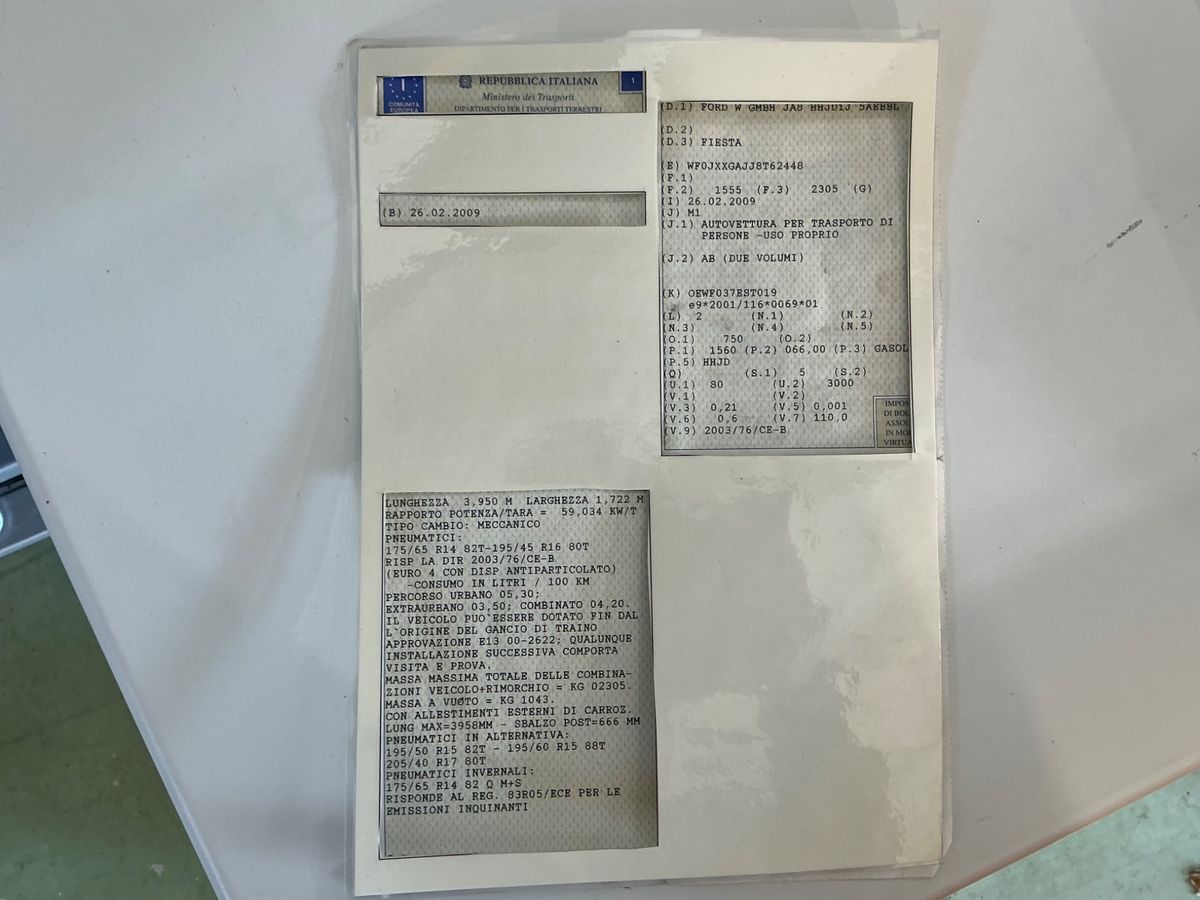 COMUNITÀ
EUROPEA
I
REPUBBLICA ITALIANA
Ministero dei Trasporti
DIPARTIMENTO PER I TRASPORTI TERRESTRI
1
(B) 26.02.2009
LUNGHEZZA 3,950 M LARGHEZZA 1,722 M
RAPPORTO POTENZA/TARA = 59,034 KW/T
TIPO CAMBIO: MECCANICO
PNEUMATICI:
175/65 R14 82T-195/45 R16 80T
RISP LA DIR 2003/76/CE-B
(EURO 4 CON DISP ANTIPARTICOLATO)
-CONSUMO IN LITRI / 100 KM
PERCORSO URBANO 05,30;
EXTRAURBANO 03,50; COMBINATO 04,20.
IL VEICOLO PUO`ESSERE DOTATO FIN DAL
L`ORIGINE DEL GANCIO DI TRAINO
APPROVAZIONE E13 00-2622; QUALUNQUE
INSTALLAZIONE SUCCESSIVA COMPORTA
VISITA E PROVA.
MASSA MASSIMA TOTALE DELLE COMBINA-
ZIONI VEICOLO+RIMORCHIO = KG 02305.
MASSA A VUOTO = KG 1043.
CON ALLESTIMENTI ESTERNI DI CARROZ.
LUNG MAX=3958MM - SBALZO POST=666 MM
PNEUMATICI IN ALTERNATIVA:
195/50 R15 82T - 195/60 R15 88T
205/40 R17 80T
PNEUMATICI INVERNALI:
175/65 R14 82 Q M+S
RISPONDE AL REG. 83R05/ECE PER LE
EMISSIONI INQUINANTI
(D.1) FORD W GMBH JA8 HHJD1J 5AEBBL
(D.2)
(D.3) FIESTA
(E) WF0JXXGAJJ8T62448
(F.1)
(F.2) 1555 (F.3) 2305 (G)
(I) 26.02.2009
(J) M1
(J.1) AUTOVETTURA PER TRASPORTO DI
PERSONE -USO PROPRIO
(J.2) AB (DUE VOLUMI)
(K) OEWF037EST019
e9*2001/116*0069*01
(L) 2 (N.1) (N.2)
(N.3) (N.4) (N.5)
(O.1) 750 (O.2)
(P.1) 1560 (P.2) 066,00 (P.3) GASOL
(P.5) HHJD
(Q) (S.1) 5 (S.2)
(U.1) 80 (U.2) 3000
(V.1) (V.2)
(V.3) 0,21 (V.5) 0,001
(V.6) 0,6 (V.7) 110,0
(V.9) 2003/76/CE-B
IMPOS
DI BOL
ASSOL
IN MO
VIRTUA